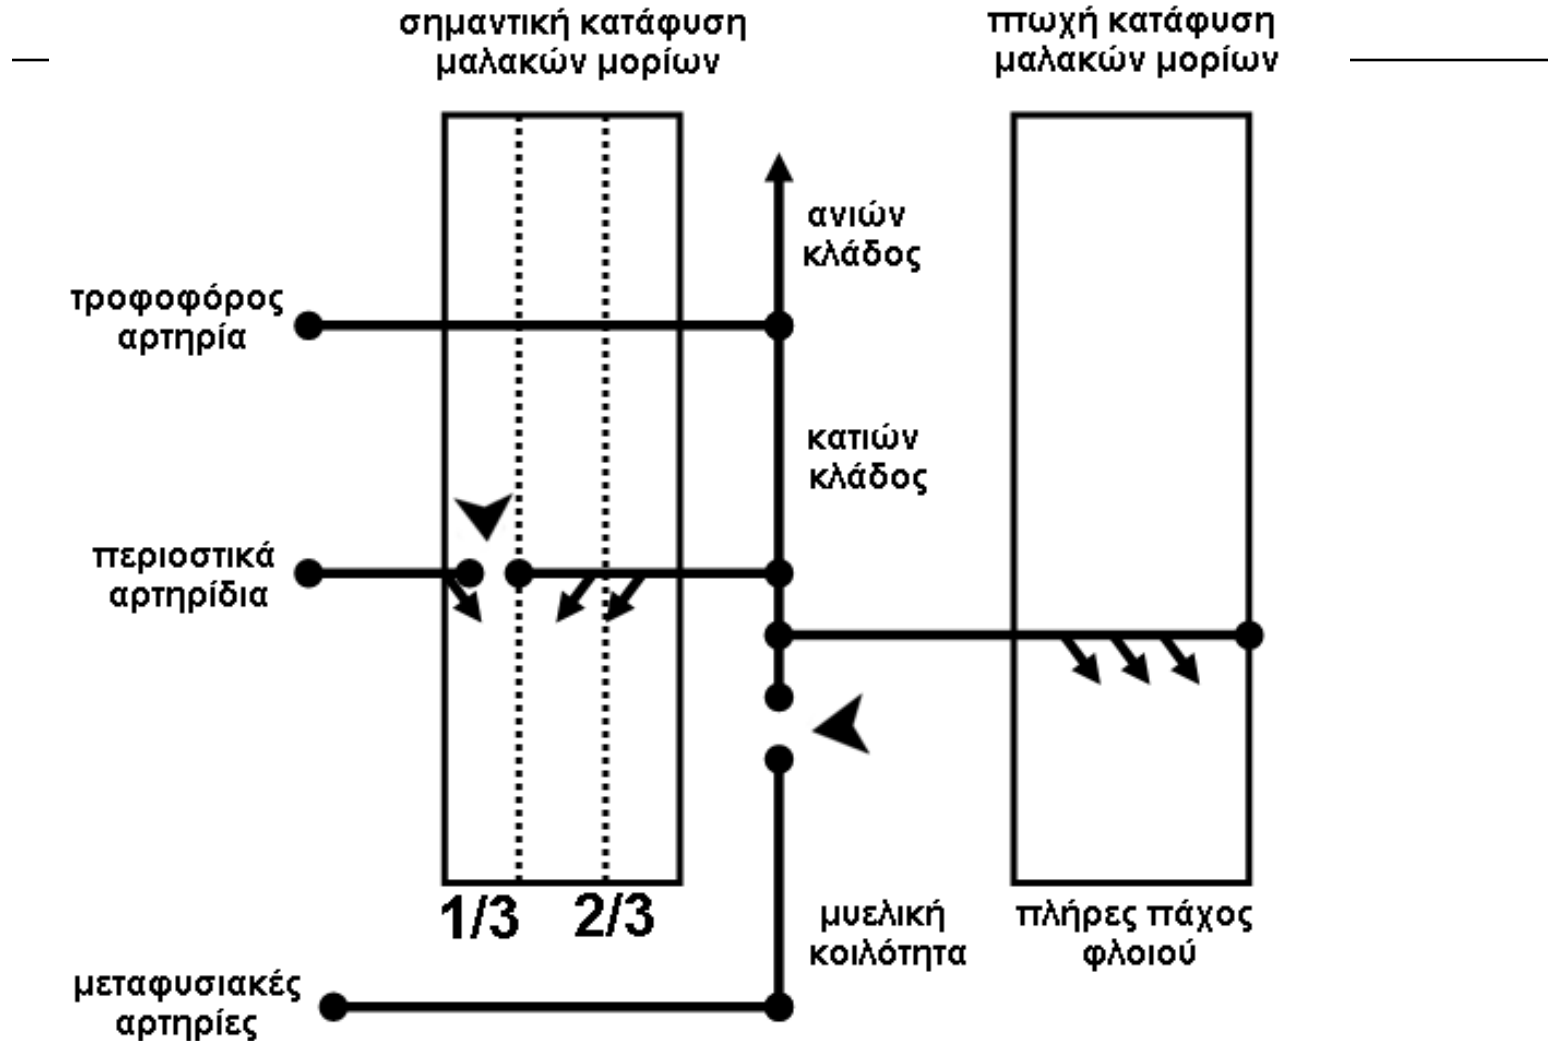 σημαντική κατάφυση
μαλακών μορίων
πτωχή κατάφυση
μαλακών μορίων
ανιών
κλάδος
τροφοφόρος
αρτηρία
κατιών
κλάδος
περιοστικά
αρτηρίδια
1/3 2/3
μυελική
κοιλότητα
πλήρες πάχος
φλοιού
μεταφυσιακές
αρτηρίες